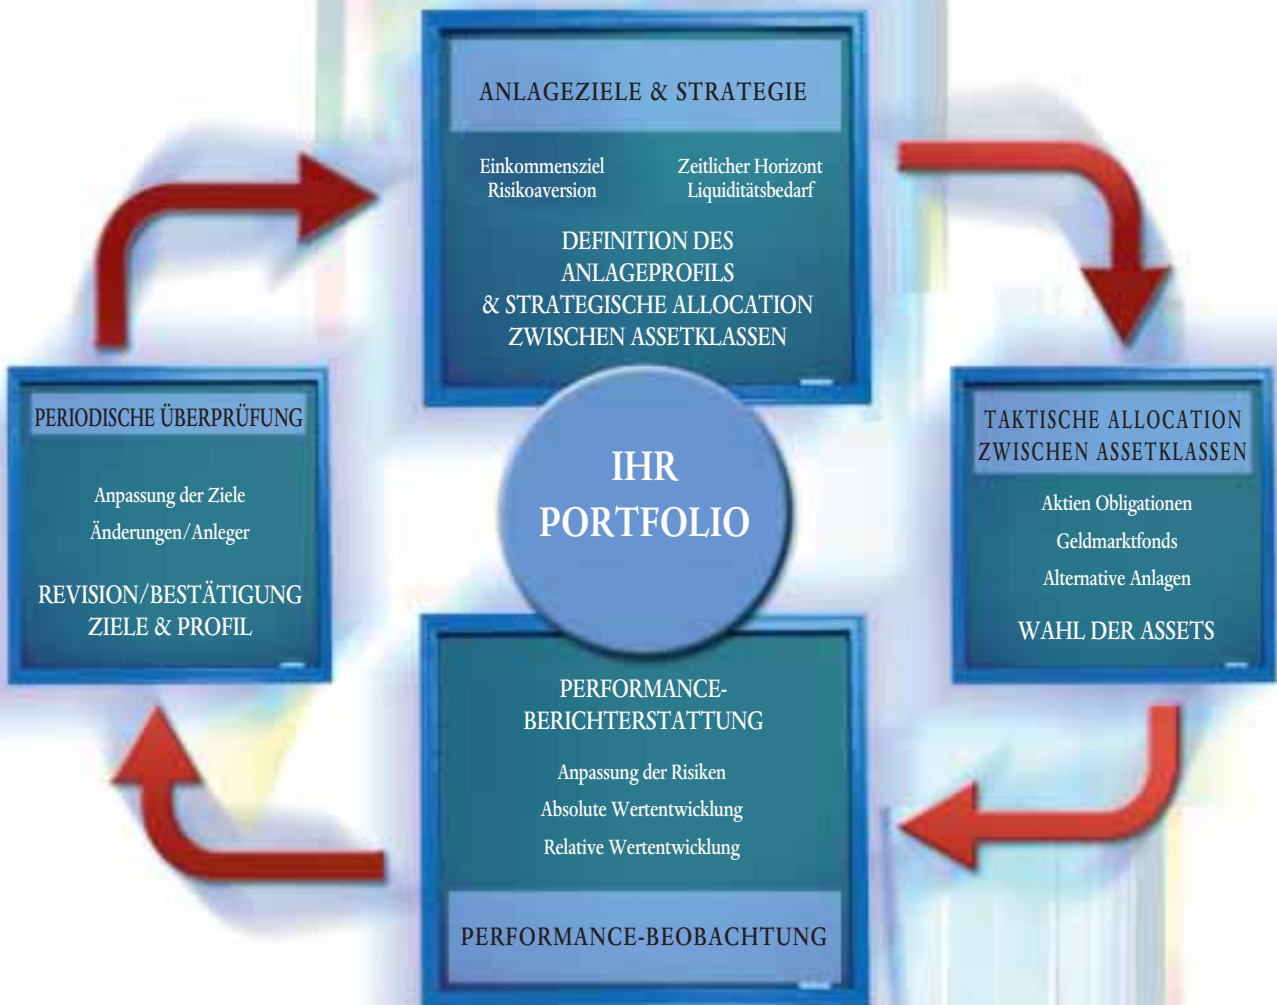 ANLAGEZIELE & STRATEGIE
Einkommensziel
Risikoaversion
Zeitlicher Horizont
Liquiditätsbedarf
DEFINITION DES
ANLAGEPROFILS
& STRATEGISCHE ALLOCATION
ZWISCHEN ASSETKLASSEN
TAKTISCHE ALLOCATION
ZWISCHEN ASSETKLASSEN
Aktien Obligationen
Geldmarktfonds
Alternative Anlagen
WAHL DER ASSETS
PERFORMANCE-
BERICHTERSTATTUNG
Anpassung der Risiken
Absolute Wertentwicklung
Relative Wertentwicklung
PERFORMANCE-BEOBACHTUNG
PERIODISCHE ÜBERPRÜFUNG
Anpassung der Ziele
Änderungen/Anleger
REVISION/BESTÄTIGUNG
ZIELE & PROFIL
IHR
PORTFOLIO